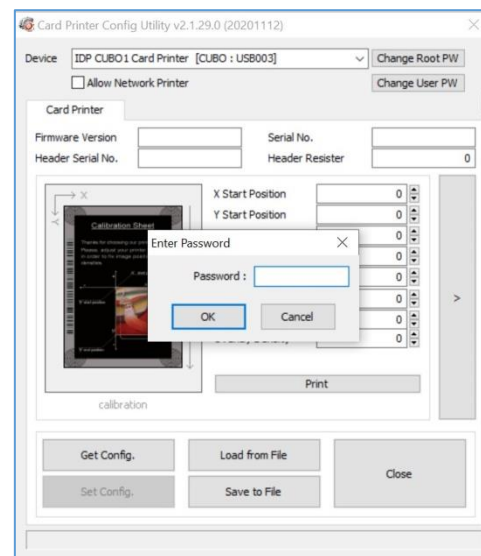 Card Printer Config Utility v2.1.29.0 (20201112)
Device IDP CUBO1 Card Printer [CUBO : USB003] Change Root PW
Allow Network Printer Change User PW
Card Printer
Firmware Version Serial No.
Header Serial No. Header Resister 0
X
Y
Calibration Sheet
X Start Position 0
Y Start Position 0
0
0
0
0
0
0
Enter Password
Password :
OK Cancel
>
Print
calibration
Get Config. Load from File Close
Set Config. Save to File